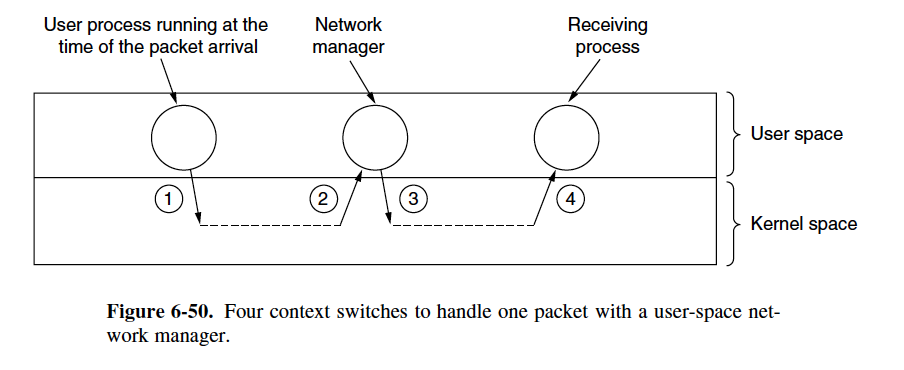 User process running at the
time of the packet arrival
Network
manager
Receiving
process
User space
1
2
3
4
Kernel space
Figure 6-50. Four context switches to handle one packet with a user-space net-
work manager.